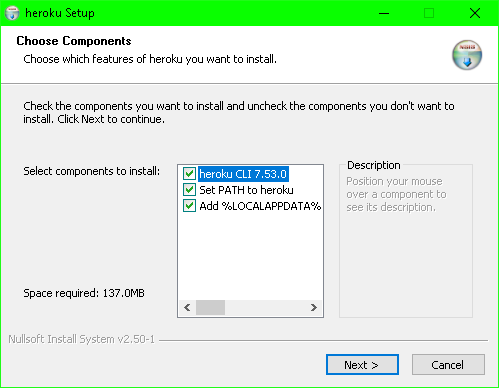 heroku Setup
Choose Components
Choose which features of heroku you want to install.
Check the components you want to install and uncheck the components you don't want to
install. Click Next to continue.
Select components to install:
heroku CLI 7.53.0
Set PATH to heroku
Add %LOCALAPPDATA%
Description
Position your mouse
over a component to
see its description.
Space required: 137.0MB
Nullsoft Install System v2.50-1
Next >
Cancel